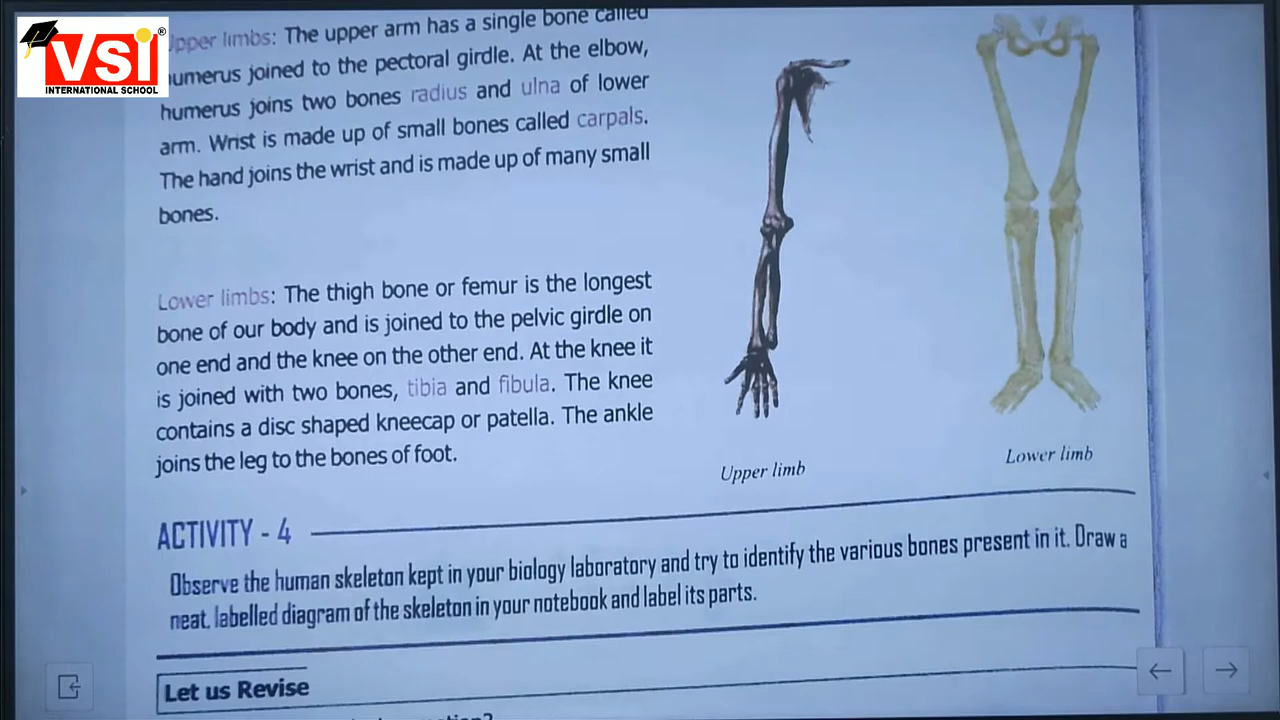 VSI
®
INTERNATIONAL SCHOOL
Upper limbs: The upper arm has a single bone called
humerus joined to the pectoral girdle. At the elbow,
humerus joins two bones radius and ulna of lower
arm. Wrist is made up of small bones called carpals.
The hand joins the wrist and is made up of many small
bones.
Lower limbs: The thigh bone or femur is the longest
bone of our body and is joined to the pelvic girdle on
one end and the knee on the other end. At the knee it
is joined with two bones, tibia and fibula. The knee
contains a disc shaped kneecap or patella. The ankle
joins the leg to the bones of foot.
Upper limb
Lower limb
ACTIVITY - 4
Observe the human skeleton kept in your biology laboratory and try to identify the various bones present in it. Draw a
neat, labelled diagram of the skeleton in your notebook and label its parts.
Let us Revise